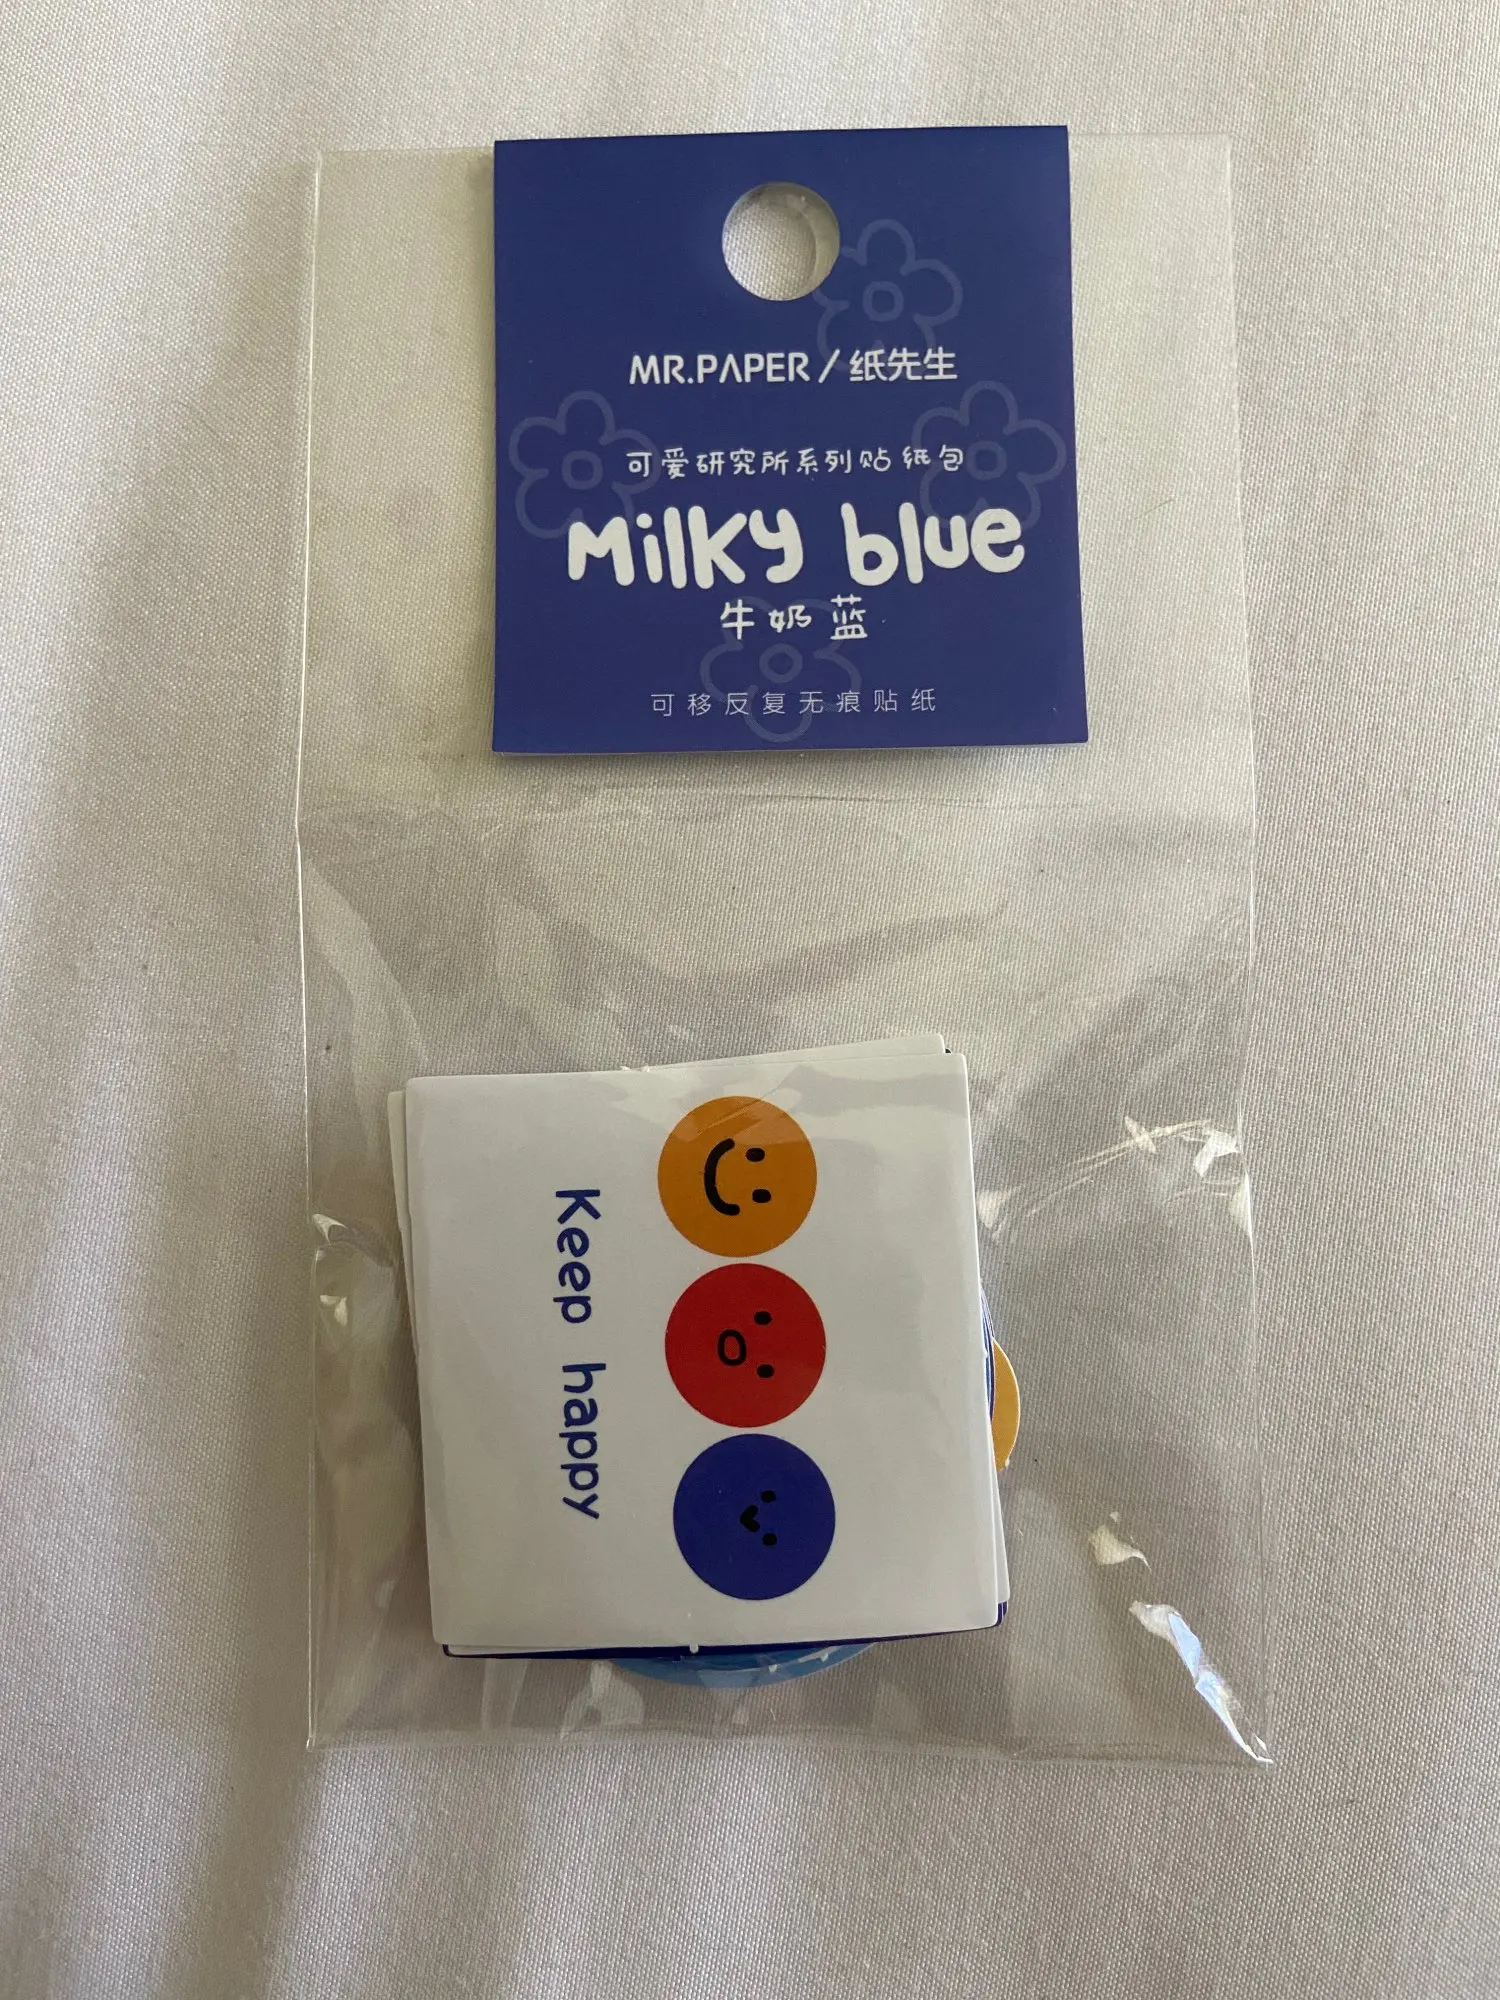 MR.PAPER / 纸先生
可爱研究所系列贴纸包
Milky blue
牛奶蓝
可移反复无痕贴纸
Keep happy